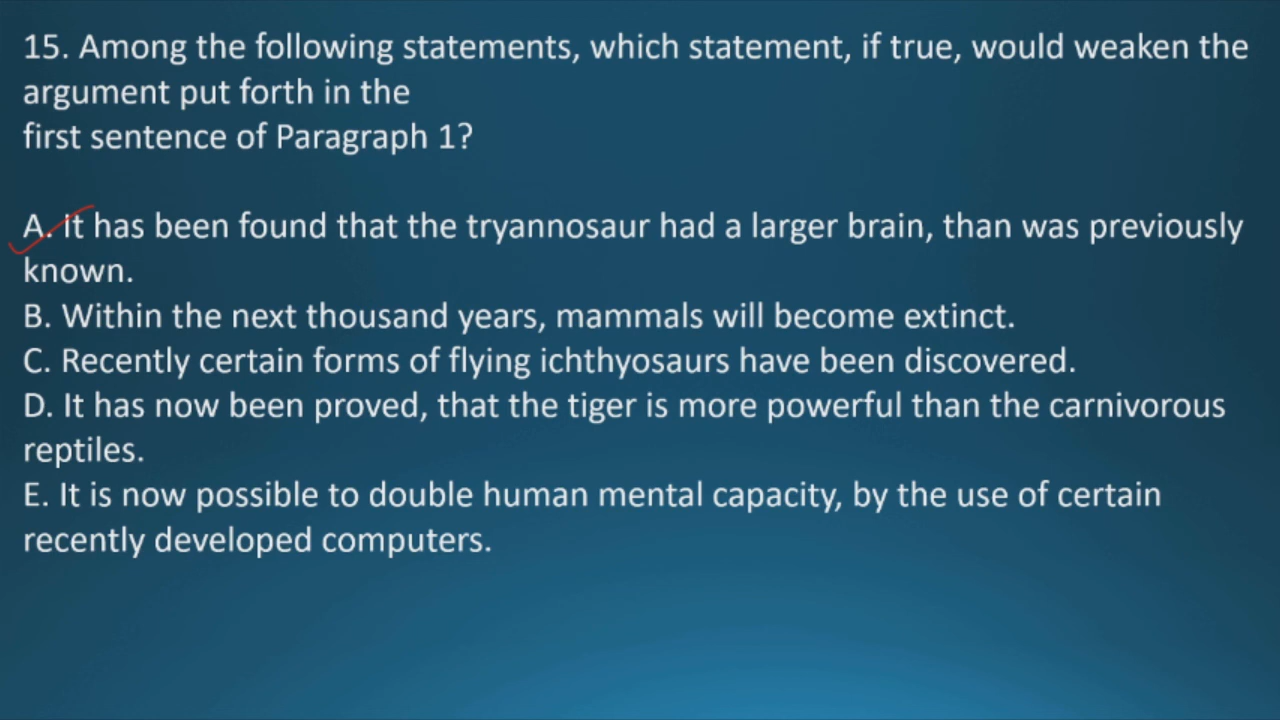 15. Among the following statements, which statement, if true, would weaken the
argument put forth in the
first sentence of Paragraph 1?
A. It has been found that the tryannosaur had a larger brain, than was previously
known.
B. Within the next thousand years, mammals will become extinct.
C. Recently certain forms of flying ichthyosaurs have been discovered.
D. It has now been proved, that the tiger is more powerful than the carnivorous
reptiles.
E. It is now possible to double human mental capacity, by the use of certain
recently developed computers.